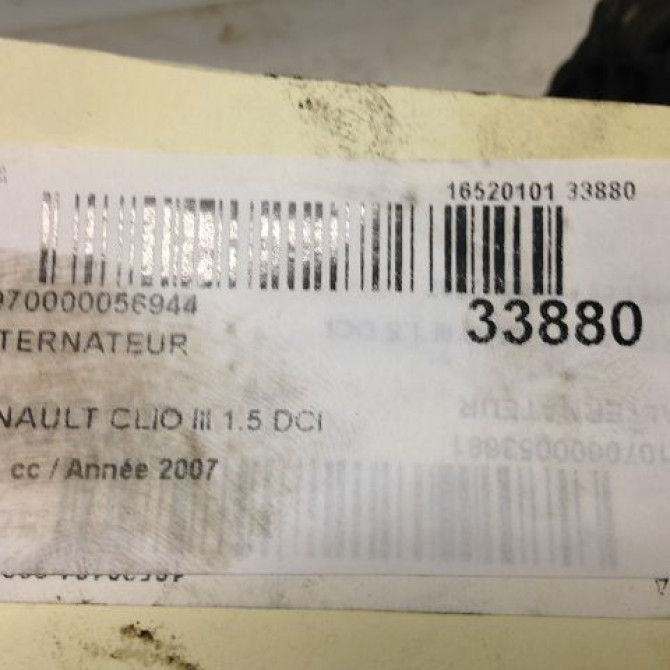 16520101 33880
970000056944
33880
TERNATEUR
NAULT CLIO III 1.5 DCI
cc / Année 2007